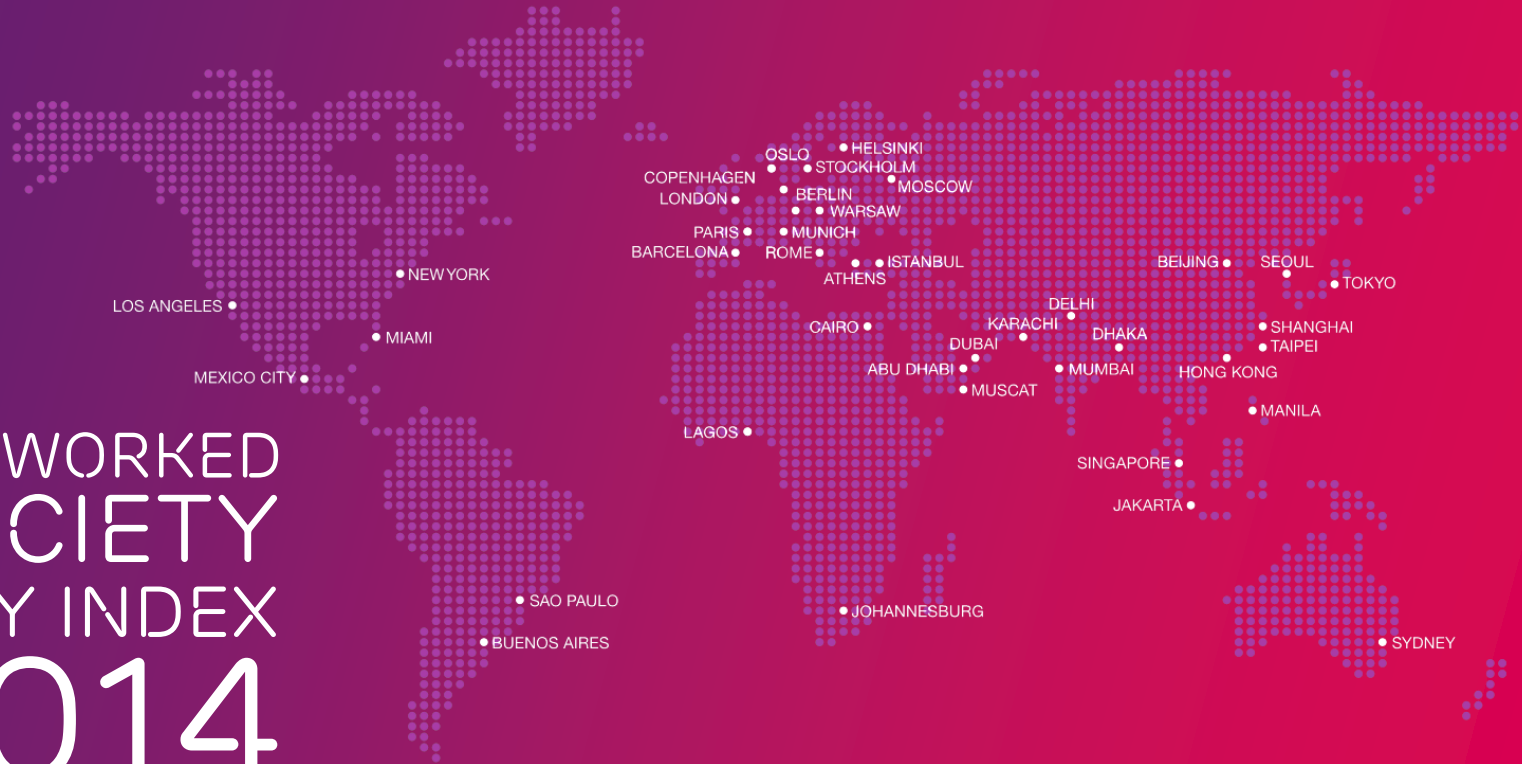 HELSINKI
OSLO
STOCKHOLM
COPENHAGEN
MOSCOW
LONDON
BERLIN
WARSAW
PARIS
MUNICH
BARCELONA
ROME
ISTANBUL
ATHENS
BEIJING
SEOUL
TOKYO
NEW YORK
LOS ANGELES
MIAMI
MEXICO CITY
CAIRO
DELHI
KARACHI
DHAKA
DUBAI
ABU DHABI
MUMBAI
MUSCAT
SHANGHAI
TAIPEI
HONG KONG
MANILA
LAGOS
SINGAPORE
JAKARTA
SAO PAULO
BUENOS AIRES
JOHANNESBURG
SYDNEY
WORKED
CIETY
Y INDEX
014